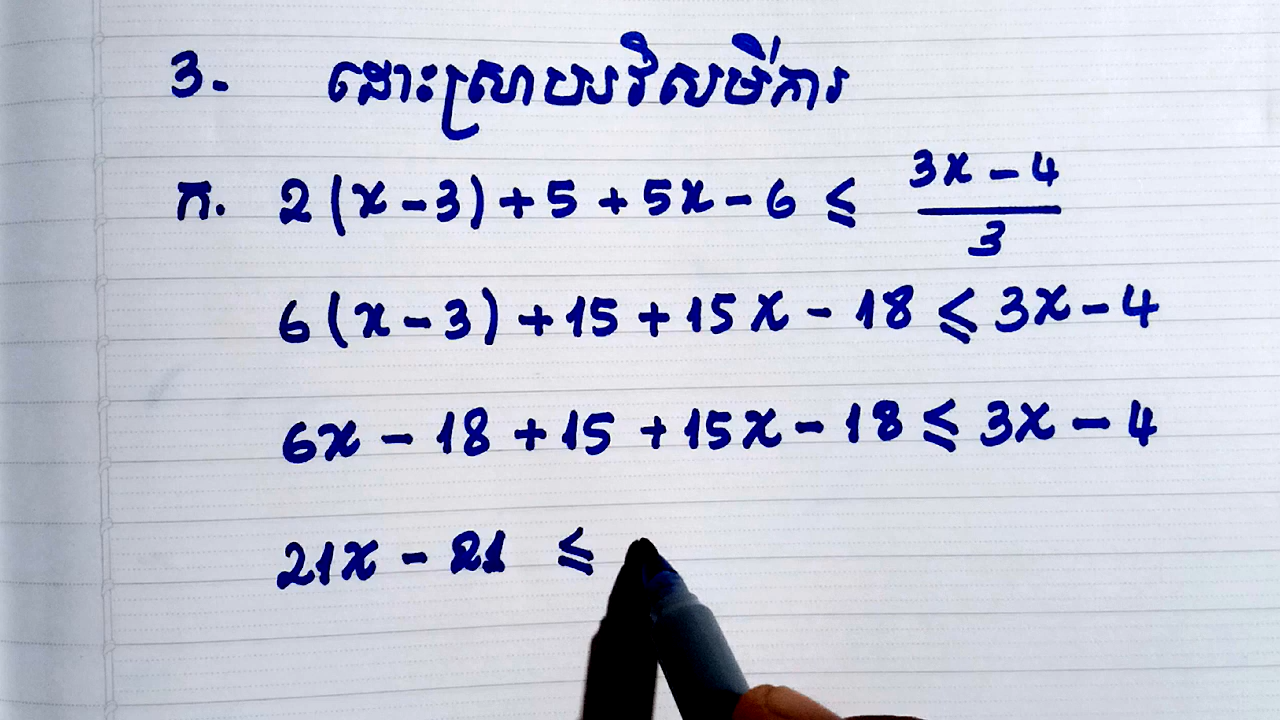 3. ដោះស្រាយវិសមីការ
ក. 2(x-3)+5+5x-6 ≤ \frac{3x-4}{3}
6(x-3)+15+15x-18 ≤ 3x-4
6x-18+15+15x-18 ≤ 3x-4
21x-21 ≤